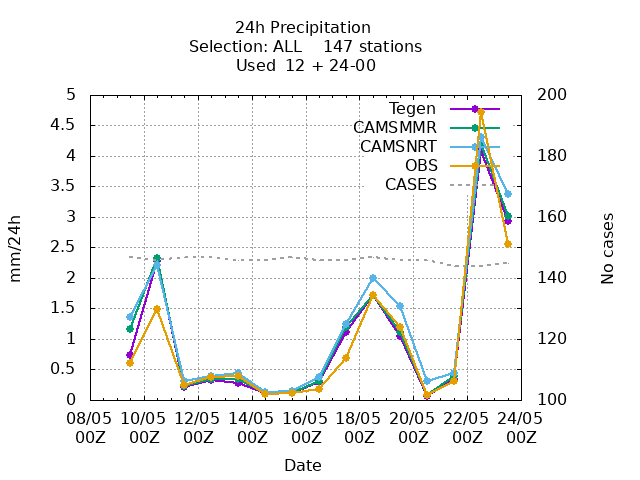 24h Precipitation
Selection: ALL    147 stations
Used  12 + 24-00
Tegen
CAMSMMR
CAMSNRT
OBS
CASES
5
4.5
4
3.5
3
2.5
2
1.5
1
0.5
0
mm/24h
200
180
160
140
120
100
No cases
08/05 10/05 12/05 14/05 16/05 18/05 20/05 22/05 24/05
00Z 00Z 00Z 00Z 00Z 00Z 00Z 00Z 00Z
Date